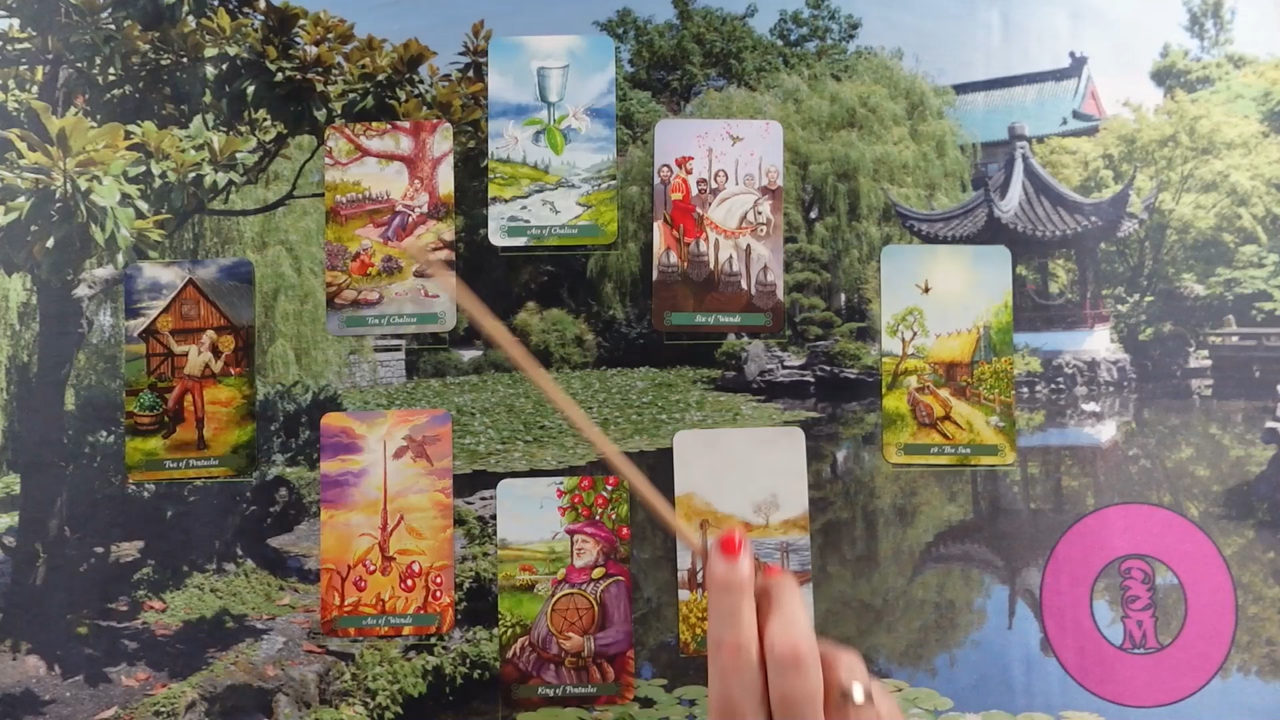 Ace of Chalices
Ten of Chalices
Six of Wands
Two of Pentacles
19 - The Sun
Ace of Wands
King of Pentacles